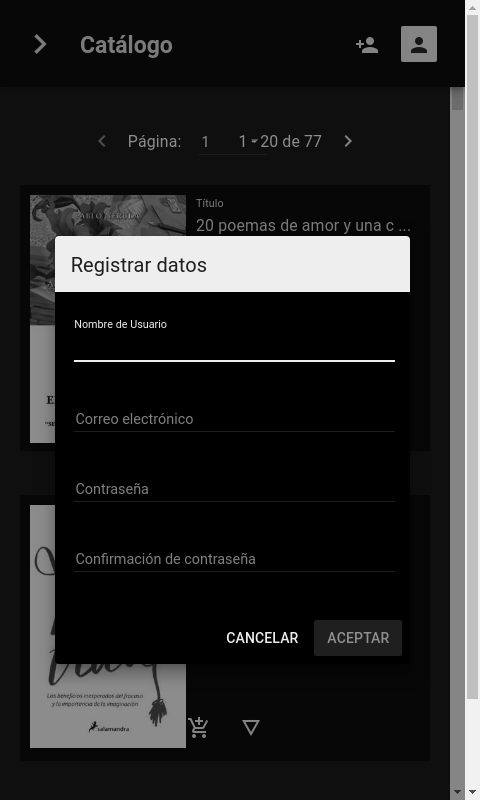 Catálogo
Página: 1 1 - 20 de 77
PABLO NERUDA
Título
20 poemas de amor y una c ...
Registrar datos
Nombre de Usuario
Correo electrónico
Contraseña
Confirmación de contraseña
CANCELAR ACEPTAR
Los beneficios inesperados del fracaso
y la importancia de la imaginación
salamandra